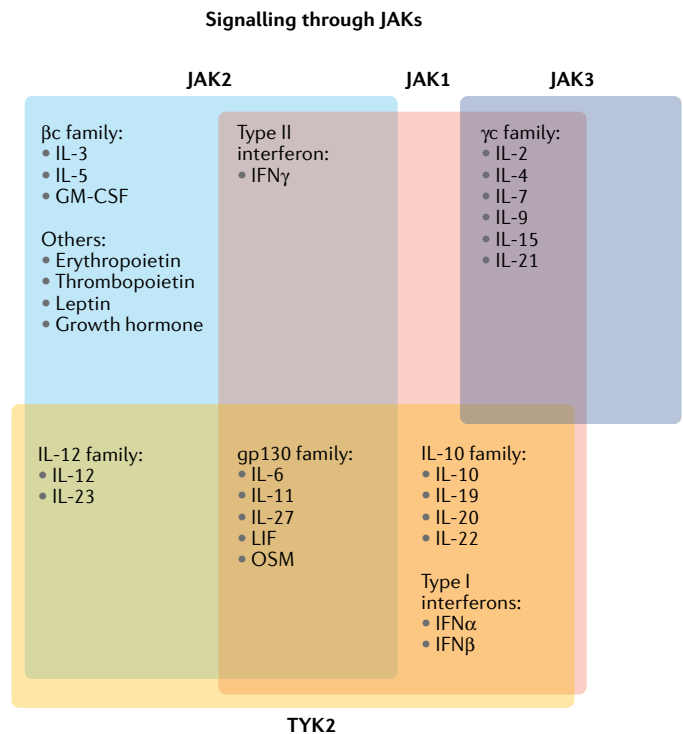 Signalling through JAKs
JAK2
JAK1
JAK3
βc family:
• IL-3
• IL-5
• GM-CSF
Others:
• Erythropoietin
• Thrombopoietin
• Leptin
• Growth hormone
Type II
interferon:
• IFNγ
γc family:
• IL-2
• IL-4
• IL-7
• IL-9
• IL-15
• IL-21
IL-12 family:
• IL-12
• IL-23
gp130 family:
• IL-6
• IL-11
• IL-27
• LIF
• OSM
IL-10 family:
• IL-10
• IL-19
• IL-20
• IL-22
Type I
interferons:
• IFNα
• IFNβ
TYK2